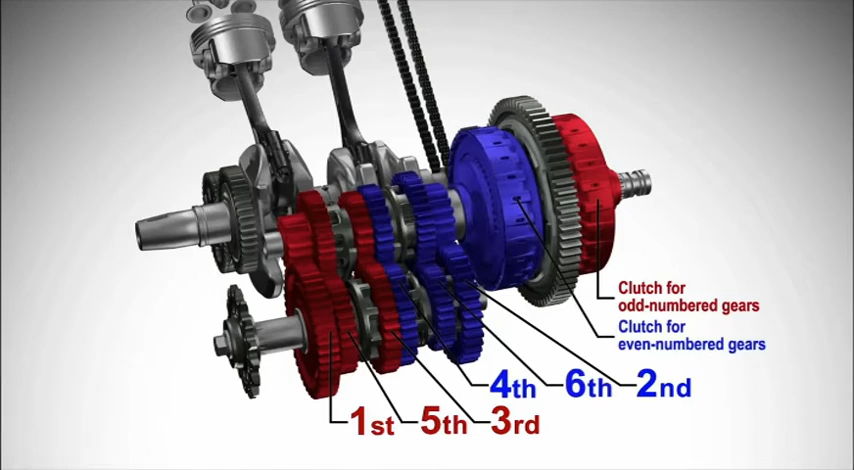 Clutch for
odd-numbered gears
Clutch for
even-numbered gears
4th 6th 2nd
1st 5th 3rd